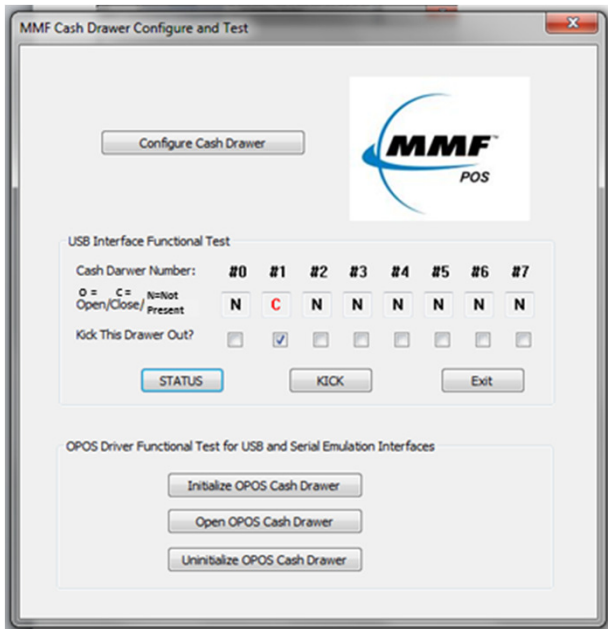 MMF Cash Drawer Configure and Test
Configure Cash Drawer
MMF™
POS
USB Interface Functional Test
Cash Darwer Number: #0 #1 #2 #3 #4 #5 #6 #7
O = C = N=Not
Open/Close/ Present
N C N N N N N N
Kick This Drawer Out?
STATUS KICK Exit
OPOS Driver Functional Test for USB and Serial Emulation Interfaces
Initialize OPOS Cash Drawer
Open OPOS Cash Drawer
Uninitialize OPOS Cash Drawer